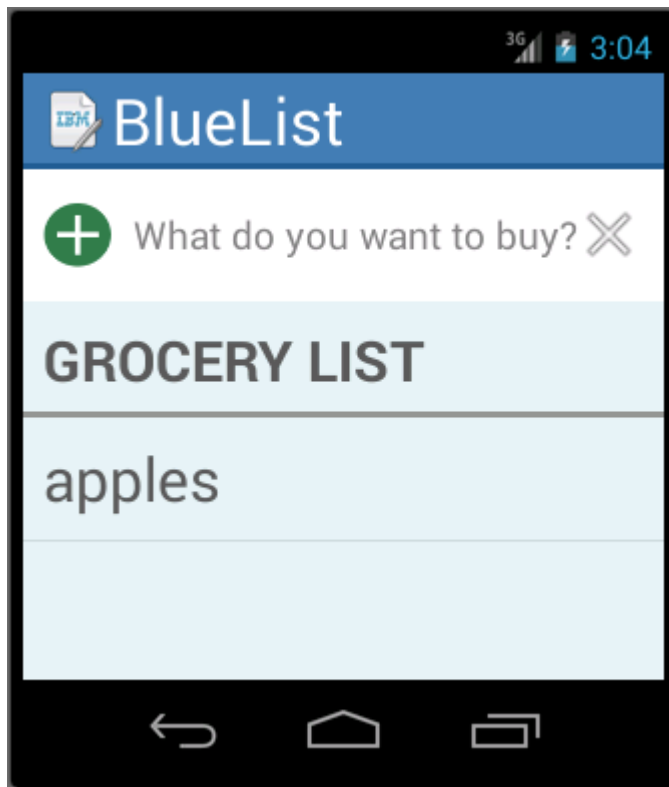 3G 3:04
IBM BlueList
What do you want to buy?
GROCERY LIST
apples